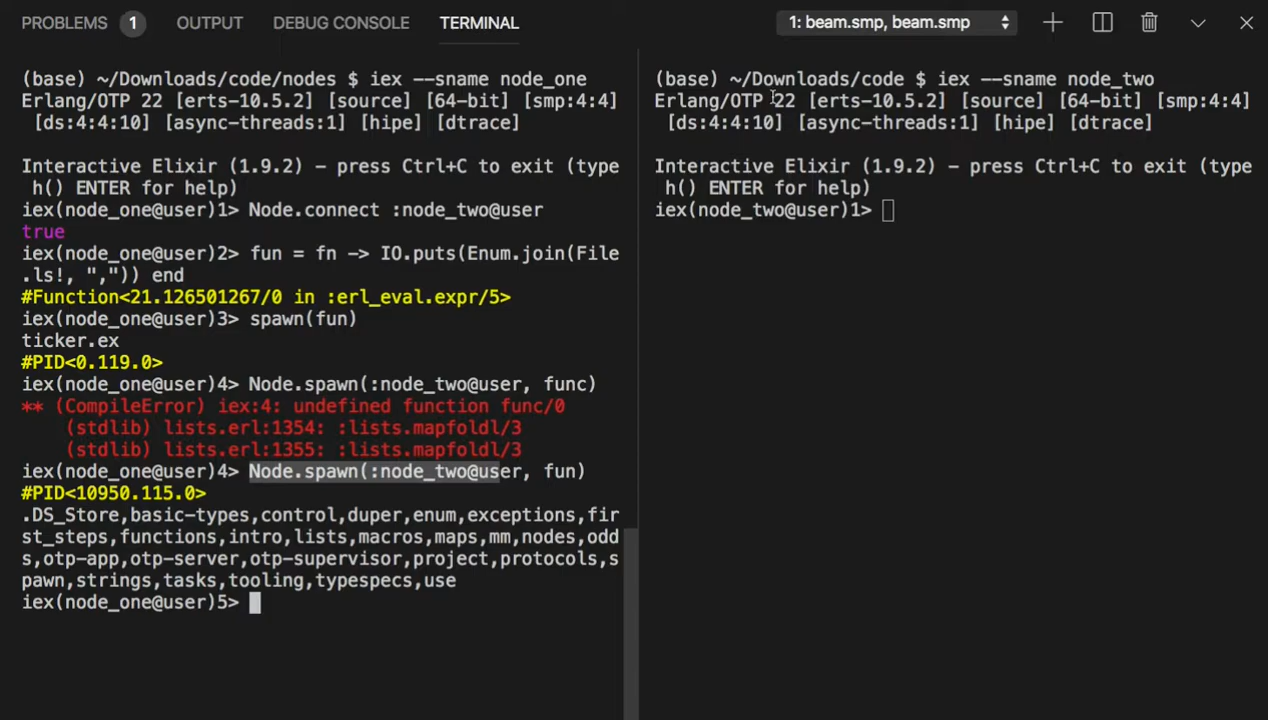 PROBLEMS 1 OUTPUT DEBUG CONSOLE TERMINAL 1: beam.smp, beam.smp
(base) ~/Downloads/code/nodes $ iex --sname node_one
Erlang/OTP 22 [erts-10.5.2] [source] [64-bit] [smp:4:4]
[ds:4:4:10] [async-threads:1] [hipe] [dtrace]
Interactive Elixir (1.9.2) – press Ctrl+C to exit (type
h() ENTER for help)
iex(node_one@user)1> Node.connect :node_two@user
true
iex(node_one@user)2> fun = fn -> IO.puts(Enum.join(File
.ls!, ",")) end
#Function<21.126501267/0 in :erl_eval.expr/5>
iex(node_one@user)3> spawn(fun)
ticker.ex
#PID<0.119.0>
iex(node_one@user)4> Node.spawn(:node_two@user, func)
** (CompileError) iex:4: undefined function func/0
(stdlib) lists.erl:1354: :lists.mapfoldl/3
(stdlib) lists.erl:1355: :lists.mapfoldl/3
iex(node_one@user)4> Node.spawn(:node_two@user, fun)
#PID<10950.115.0>
.DS_Store,basic-types,control,duper,enum,exceptions,fir
st_steps,functions,intro,lists,macros,maps,mm,nodes,odd
s,otp-app,otp-server,otp-supervisor,project,protocols,s
pawn,strings,tasks,tooling,typespecs,use
iex(node_one@user)5>
(base) ~/Downloads/code $ iex --sname node_two
Erlang/OTP 22 [erts-10.5.2] [source] [64-bit] [smp:4:4]
[ds:4:4:10] [async-threads:1] [hipe] [dtrace]
Interactive Elixir (1.9.2) – press Ctrl+C to exit (type
h() ENTER for help)
iex(node_two@user)1>